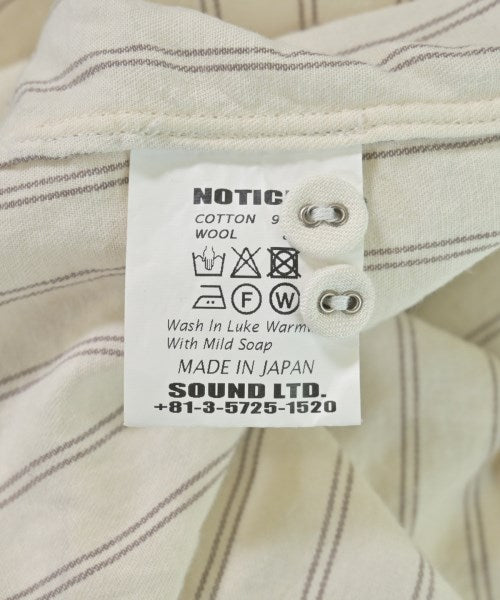 NOTIC
COTTON 9
WOOL
F W
Wash In Luke Warm
With Mild Soap
MADE IN JAPAN
SOUND LTD.
+81-3-5725-1520